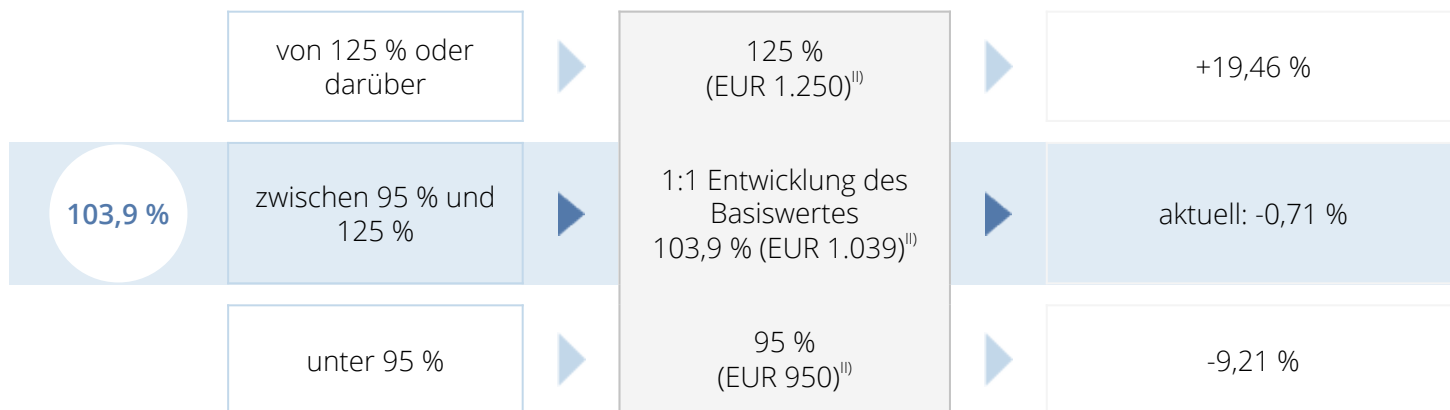 von 125 % oder
darüber
125 %
(EUR 1.250)II)
+19,46 %
103,9 %
zwischen 95 % und
125 %
1:1 Entwicklung des
Basiswertes
103,9 % (EUR 1.039)II)
aktuell: -0,71 %
unter 95 %
95 %
(EUR 950)II)
-9,21 %